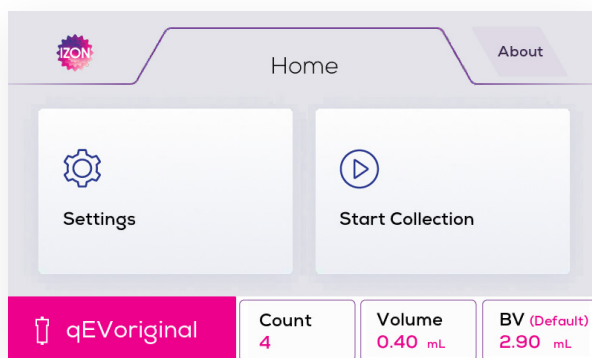 IZON
Home
About
Settings
Start Collection
qEVoriginal
Count
4
Volume
0.40 mL
BV (Default)
2.90 mL